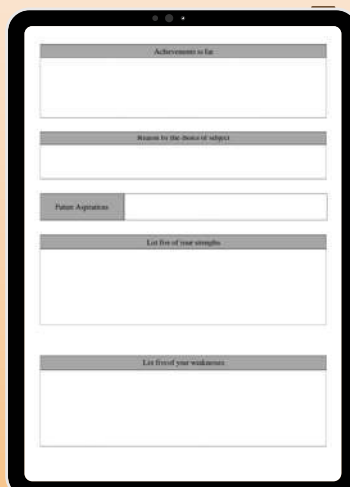 Achievements so far
Reason for the choice of subject
Future Aspirations
List five of your strengths
List five of your weaknesses